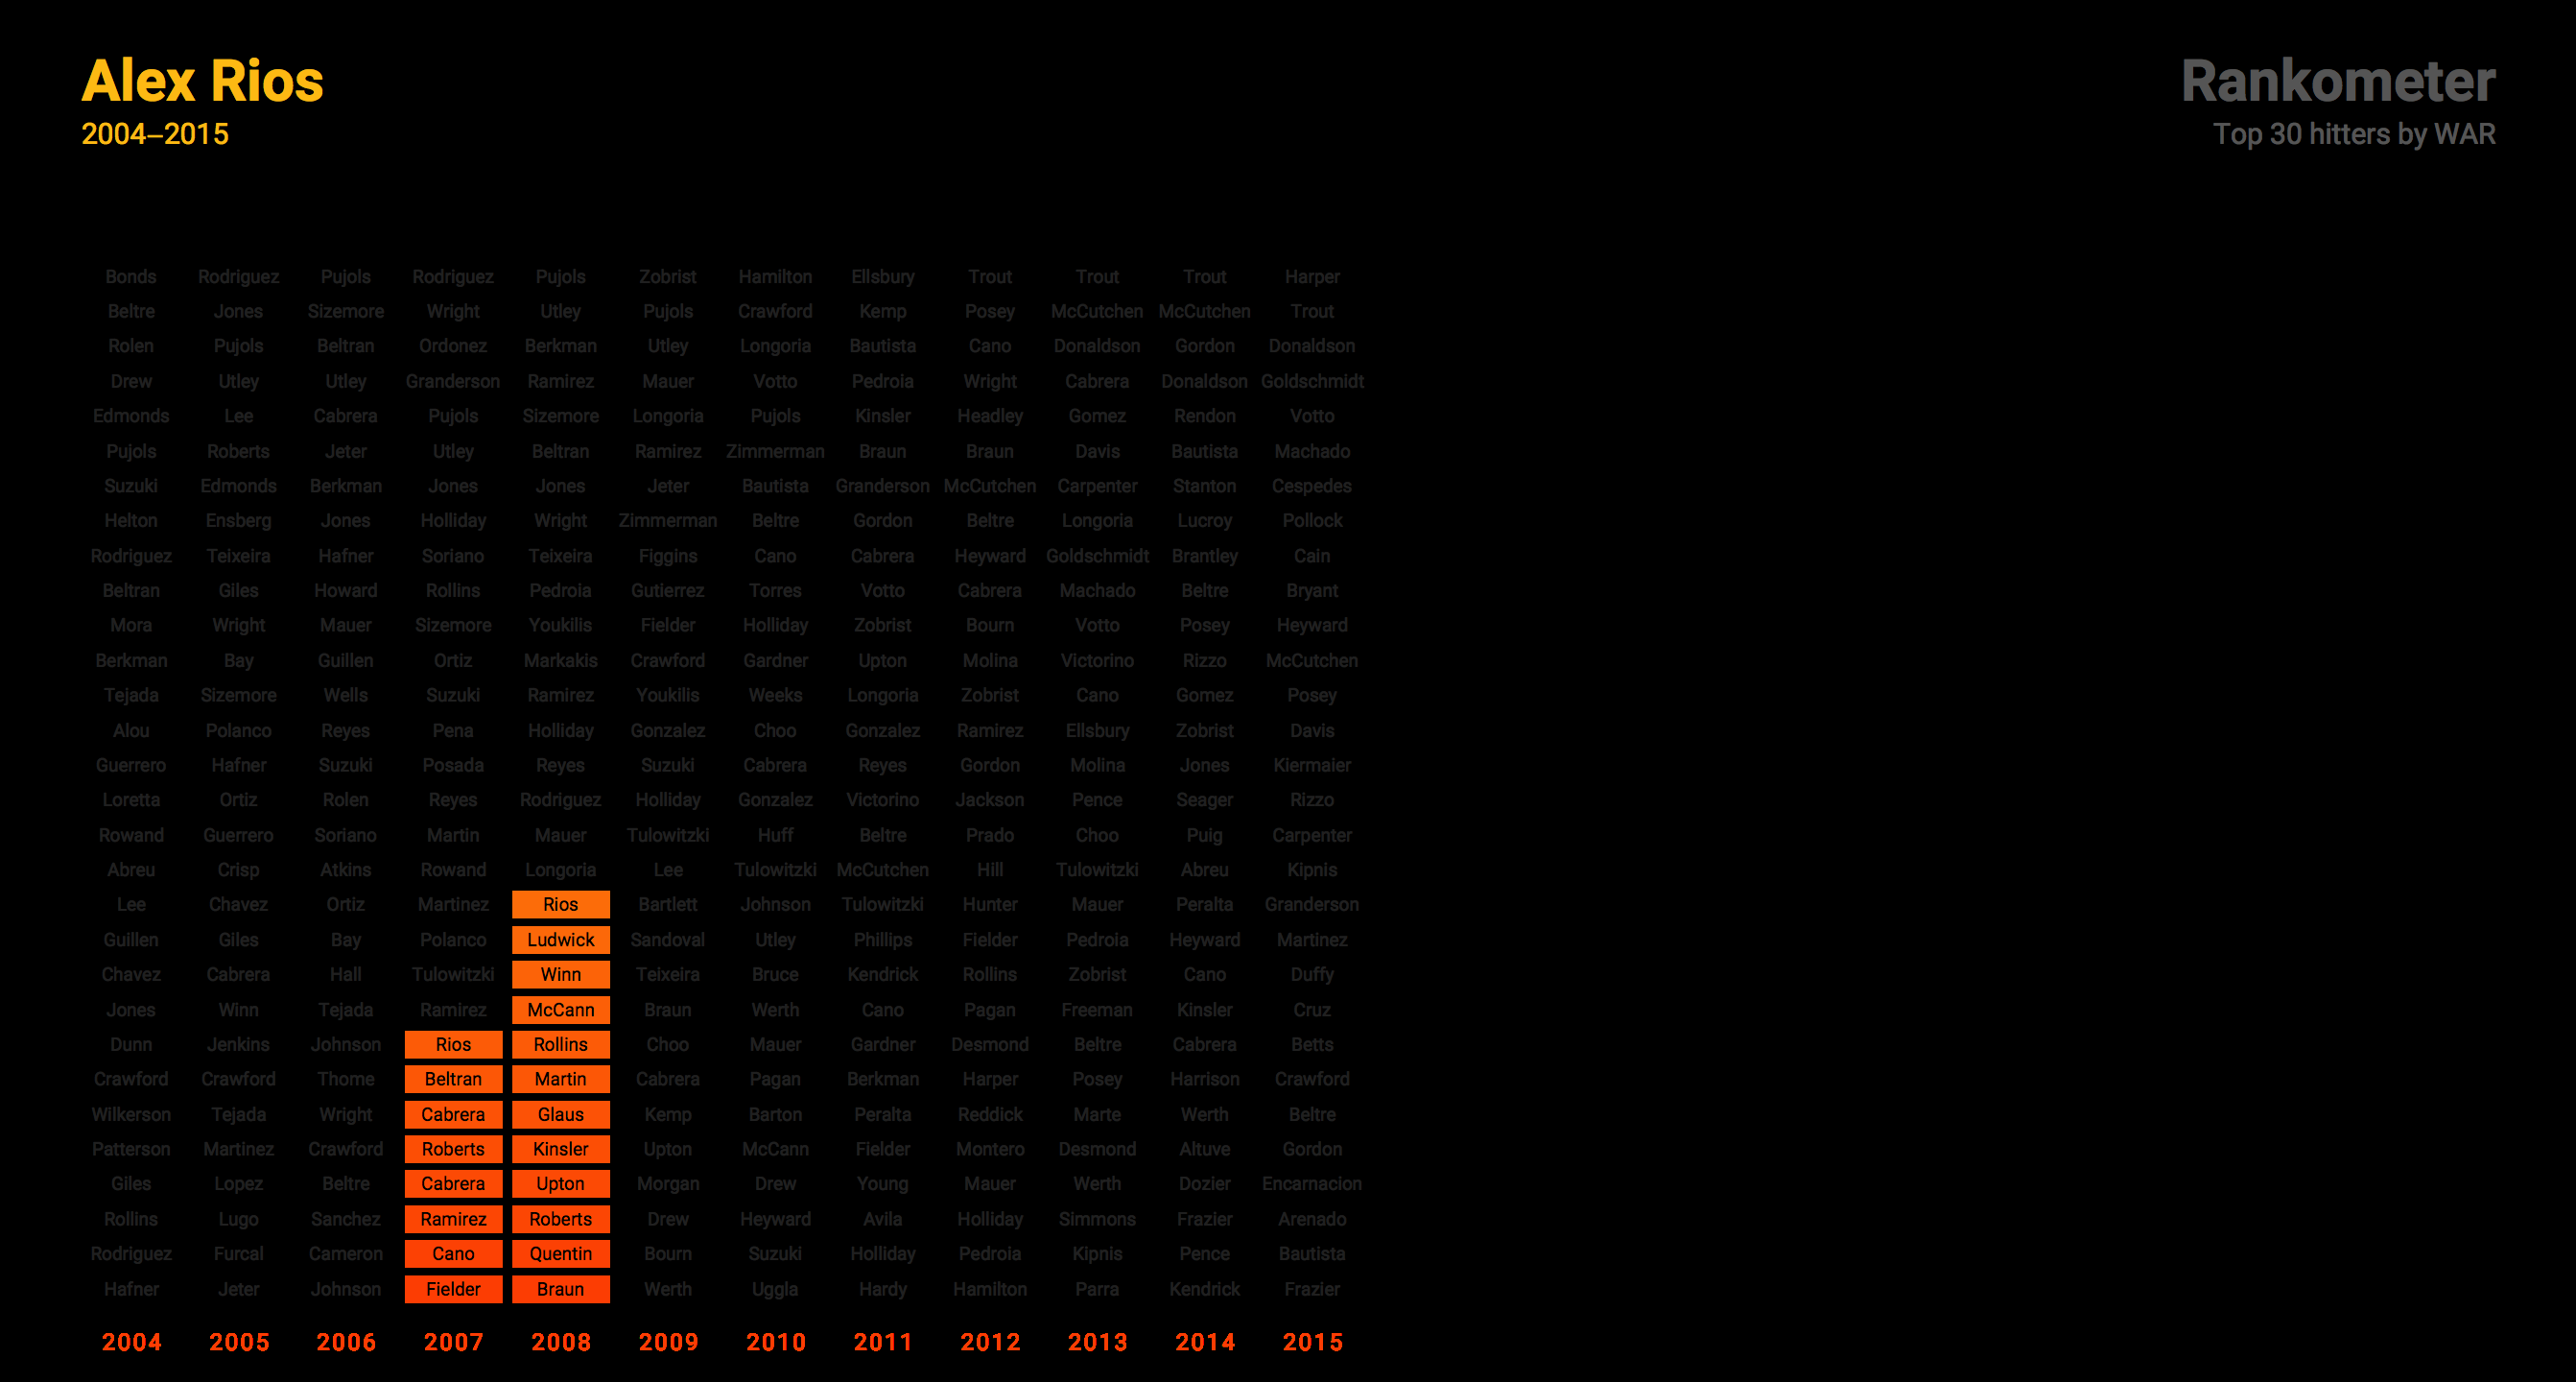 Alex Rios
2004–2015
Rankometer
Top 30 hitters by WAR
Bonds Rodriguez Pujols Rodriguez Pujols Zobrist Hamilton Ellsbury Trout Trout Trout Harper
Beltre Jones Sizemore Wright Utley Pujols Crawford Kemp Posey McCutchen McCutchen Trout
Rolen Pujols Beltran Ordonez Berkman Utley Longoria Bautista Cano Donaldson Gordon Donaldson
Drew Utley Utley Granderson Ramirez Mauer Votto Pedroia Wright Cabrera Donaldson Goldschmidt
Edmonds Lee Cabrera Pujols Sizemore Longoria Pujols Kinsler Headley Gomez Rendon Votto
Pujols Roberts Jeter Utley Beltran Ramirez Zimmerman Braun Braun Davis Bautista Machado
Suzuki Edmonds Berkman Jones Jones Jeter Bautista Granderson McCutchen Carpenter Stanton Cespedes
Helton Ensberg Jones Holliday Wright Zimmerman Beltre Gordon Beltre Longoria Lucroy Pollock
Rodriguez Teixeira Hafner Soriano Teixeira Figgins Cano Cabrera Heyward Goldschmidt Brantley Cain
Beltran Giles Howard Rollins Pedroia Gutierrez Torres Votto Cabrera Machado Beltre Bryant
Mora Wright Mauer Sizemore Youkilis Fielder Holliday Zobrist Bourn Votto Posey Heyward
Berkman Bay Guillen Ortiz Markakis Crawford Gardner Upton Molina Victorino Rizzo McCutchen
Tejada Sizemore Wells Suzuki Ramirez Youkilis Weeks Longoria Zobrist Cano Gomez Posey
Alou Polanco Reyes Pena Holliday Gonzalez Choo Gonzalez Ramirez Ellsbury Zobrist Davis
Guerrero Hafner Suzuki Posada Reyes Suzuki Cabrera Reyes Gordon Molina Jones Kiermaier
Loretta Ortiz Rolen Reyes Rodriguez Holliday Gonzalez Victorino Jackson Pence Seager Rizzo
Rowand Guerrero Soriano Martin Mauer Tulowitzki Huff Beltre Prado Choo Puig Carpenter
Abreu Crisp Atkins Rowand Longoria Lee Tulowitzki McCutchen Hill Tulowitzki Abreu Kipnis
Lee Chavez Ortiz Martinez Rios Bartlett Johnson Tulowitzki Hunter Mauer Peralta Granderson
Guillen Giles Bay Polanco Ludwick Sandoval Utley Phillips Fielder Pedroia Heyward Martinez
Chavez Cabrera Hall Tulowitzki Winn Teixeira Bruce Kendrick Rollins Zobrist Cano Duffy
Jones Winn Tejada Ramirez McCann Braun Werth Cano Pagan Freeman Kinsler Cruz
Dunn Jenkins Johnson Rios Rollins Choo Mauer Gardner Desmond Beltre Cabrera Betts
Crawford Crawford Thome Beltran Martin Cabrera Pagan Berkman Harper Posey Harrison Crawford
Wilkerson Tejada Wright Cabrera Glaus Kemp Barton Peralta Reddick Marte Werth Beltre
Patterson Martinez Crawford Roberts Kinsler Upton McCann Fielder Montero Desmond Altuve Gordon
Giles Lopez Beltre Cabrera Upton Morgan Drew Young Mauer Werth Dozier Encarnacion
Rollins Lugo Sanchez Ramirez Roberts Drew Heyward Avila Holliday Simmons Frazier Arenado
Rodriguez Furcal Cameron Cano Quentin Bourn Suzuki Holliday Pedroia Kipnis Pence Bautista
Hafner Jeter Johnson Fielder Braun Werth Uggla Hardy Hamilton Parra Kendrick Frazier
2004 2005 2006 2007 2008 2009 2010 2011 2012 2013 2014 2015